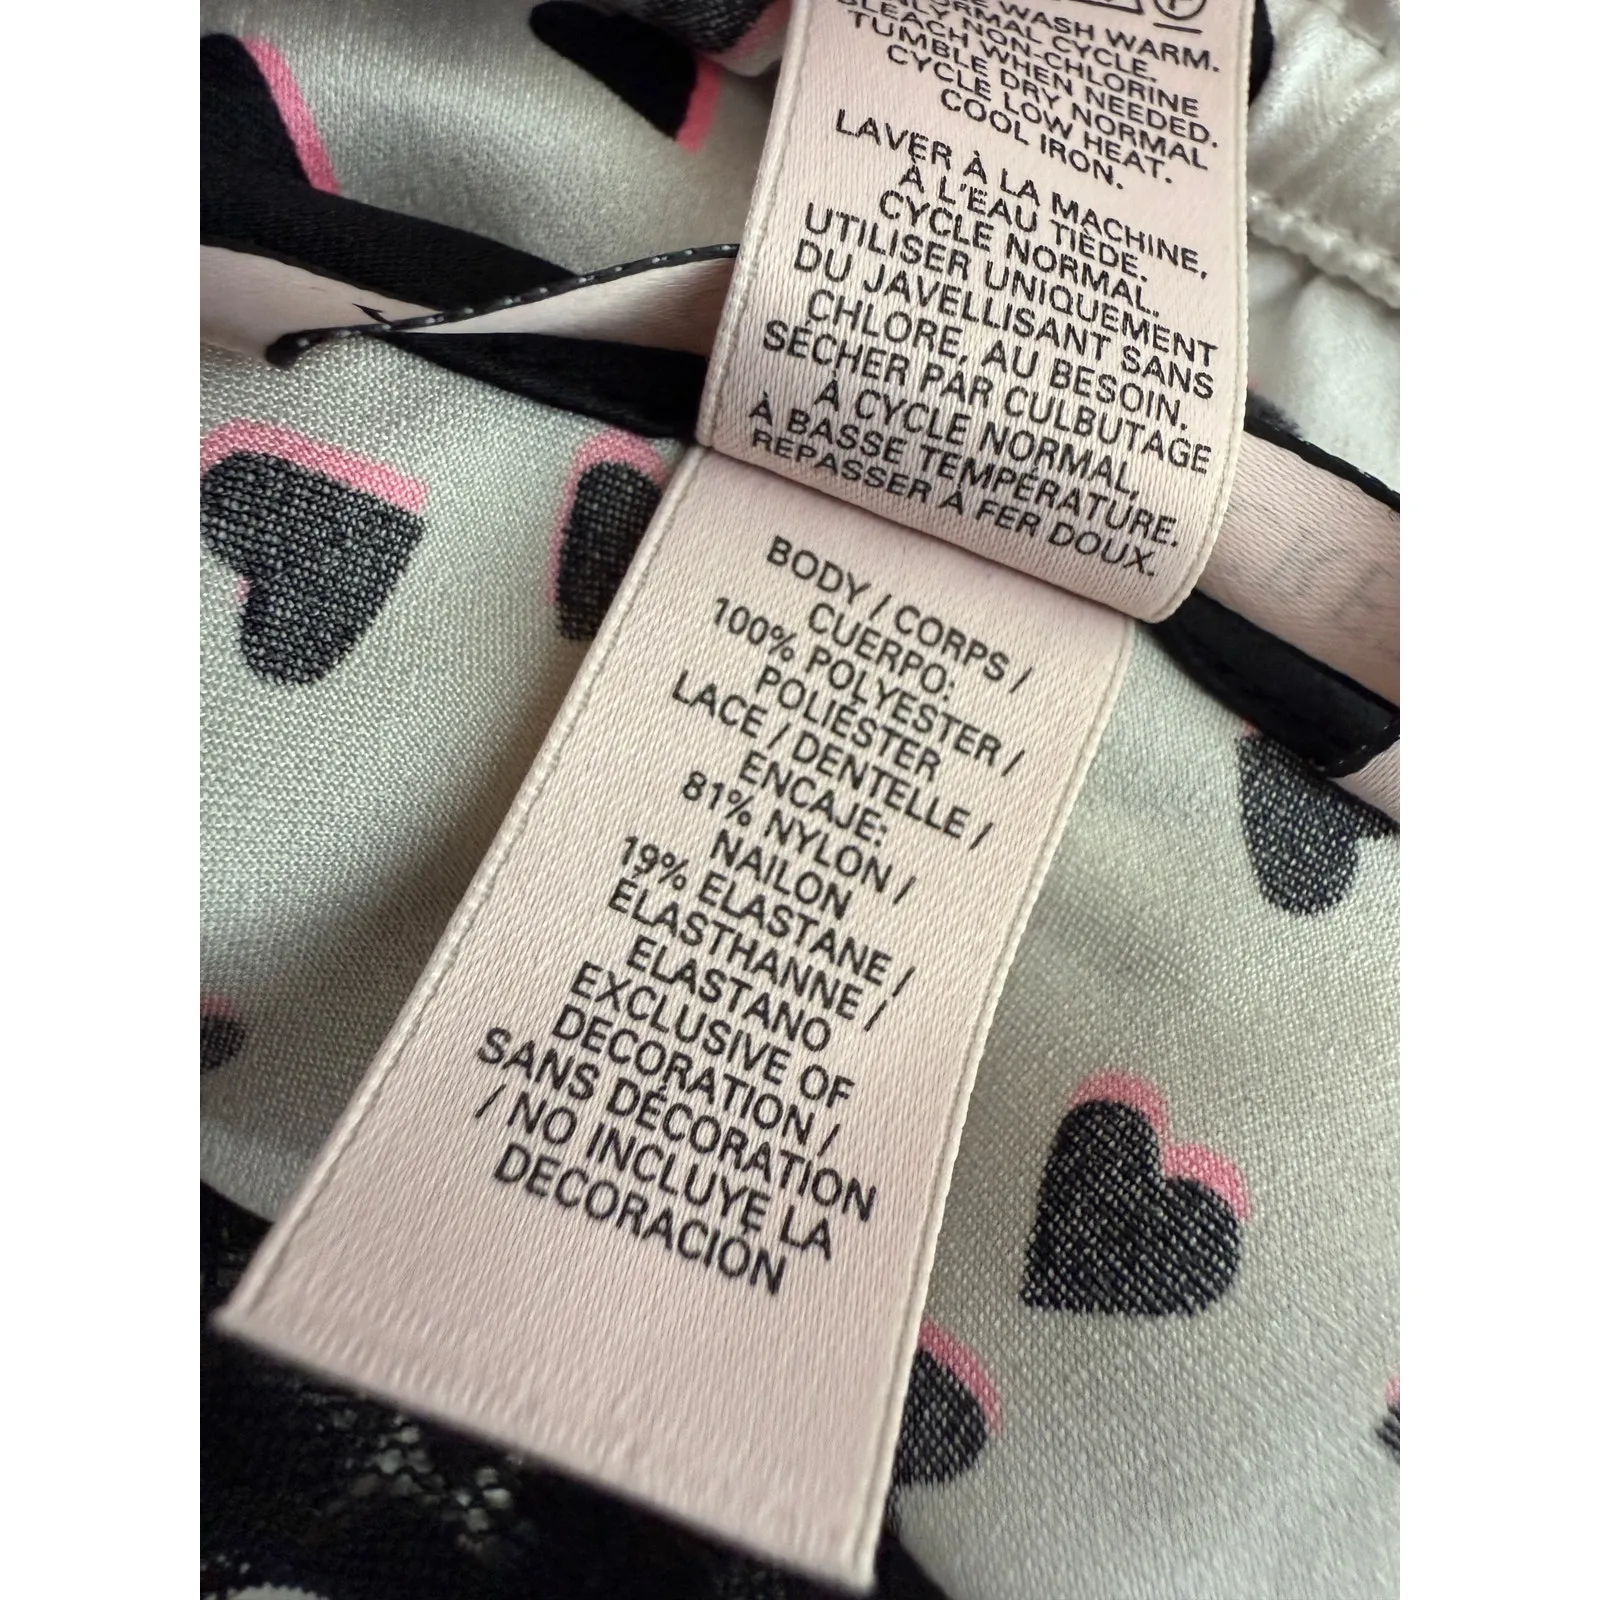 WASH WARM.
ONLY NORMAL CYCLE.
BLEACH NON-CHLORINE
WHEN NEEDED.
TUMBLE DRY NORMAL
CYCLE LOW HEAT.
COOL IRON.
LAVER À LA MACHINE,
À L'EAU TIÈDE.
CYCLE NORMAL.
UTILISER UNIQUEMENT
DU JAVELLISANT SANS
CHLORE, AU BESOIN.
SÉCHER PAR CULBUTAGE
À CYCLE NORMAL,
À BASSE TEMPÉRATURE.
REPASSER À FER DOUX.
BODY / CORPS /
CUERPO:
100% POLYESTER /
POLIÉSTER
LACE / DENTELLE /
ENCAJE:
81% NYLON /
NAILON
19% ELASTANE /
ÉLASTHANNE /
ELASTANO
EXCLUSIVE OF
DECORATION /
SANS DÉCORATION
/ NO INCLUYE LA
DECORACIÓN